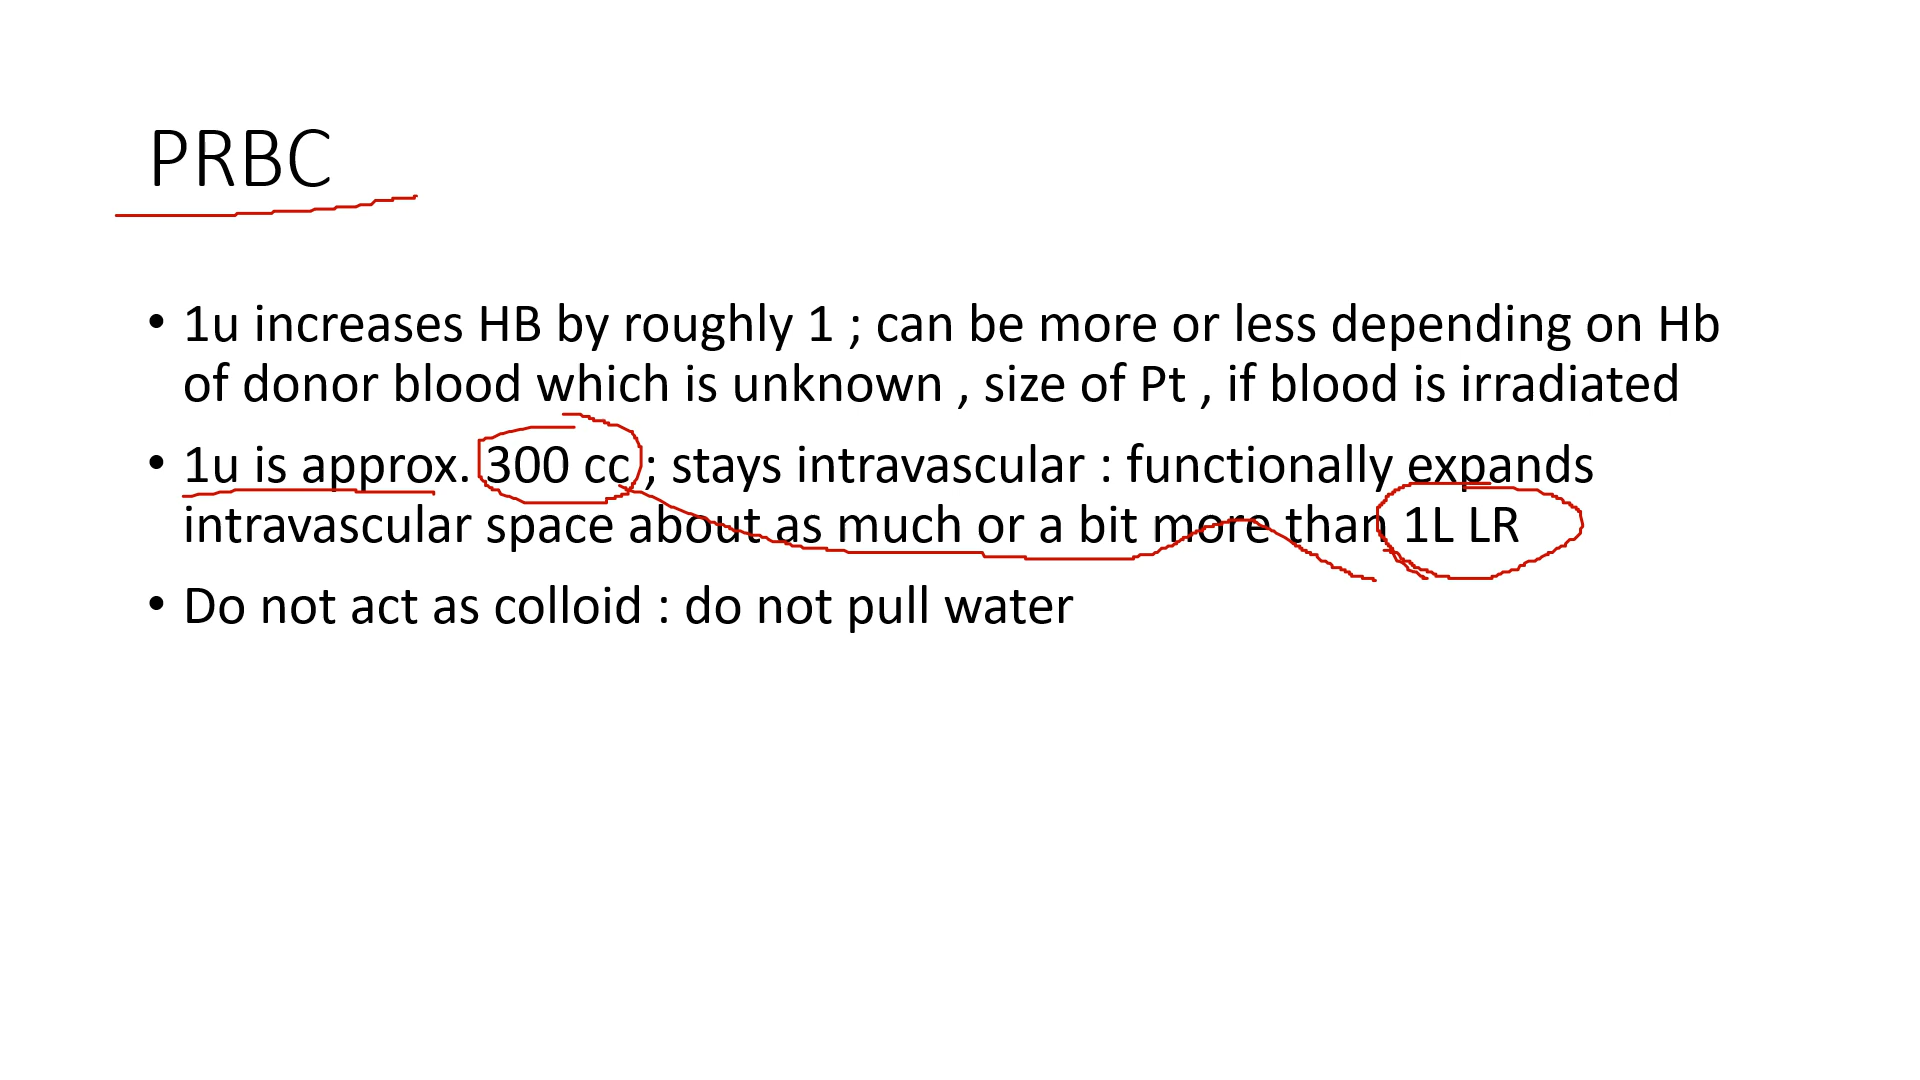 PRBC
• 1u increases HB by roughly 1 ; can be more or less depending on Hb
of donor blood which is unknown , size of Pt , if blood is irradiated
• 1u is approx. 300 cc ; stays intravascular : functionally expands
intravascular space about as much or a bit more than 1L LR
• Do not act as colloid : do not pull water